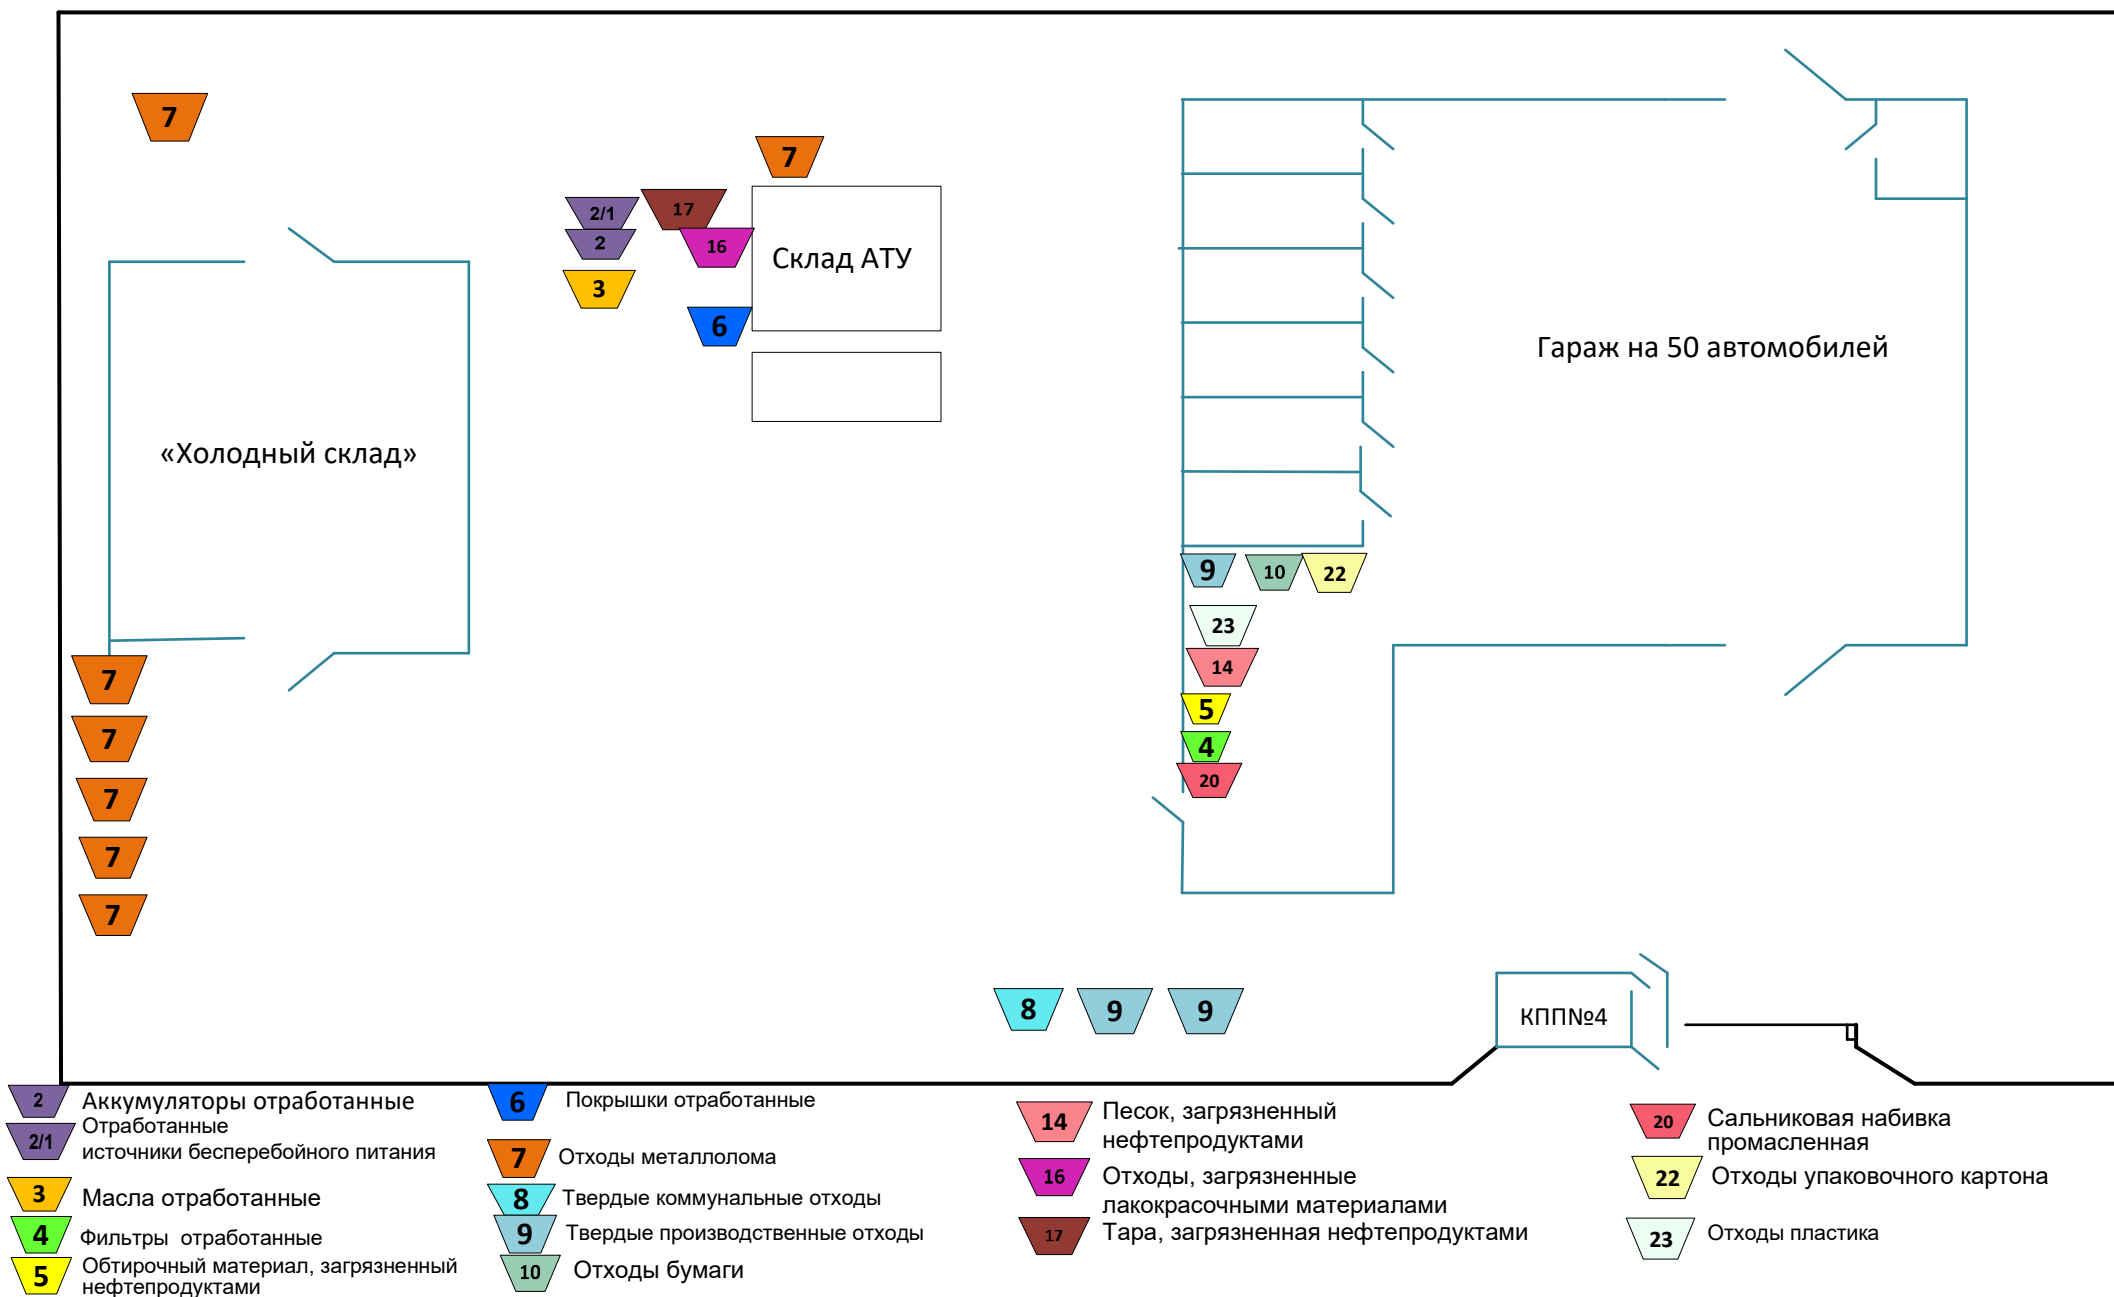 7
7
2/1
17
2
16
Склад АТУ
3
6
Гараж на 50 автомобилей
«Холодный склад»
9
10
22
23
14
5
4
20
7
7
7
7
7
8
9
9
КПП№4
2
Аккумуляторы отработанные
2/1
Отработанные
источники бесперебойного питания
3
Масла отработанные
4
Фильтры отработанные
5
Обтирочный материал, загрязненный
нефтепродуктами
6
Покрышки отработанные
7
Отходы металлолома
8
Твердые коммунальные отходы
9
Твердые производственные отходы
10
Отходы бумаги
14
Песок, загрязненный
нефтепродуктами
16
Отходы, загрязненные
лакокрасочными материалами
17
Тара, загрязненная нефтепродуктами
20
Сальниковая набивка
промасленная
22
Отходы упаковочного картона
23
Отходы пластика